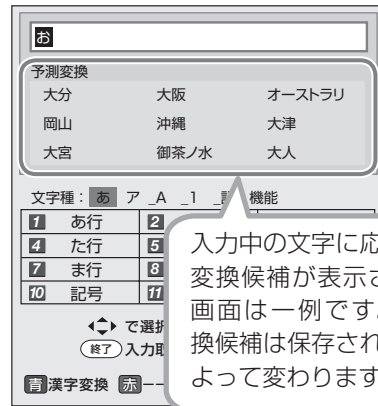 お
予測変換
大分 大阪 オーストラリ
岡山 沖縄 大津
大宮 御茶ノ水 大人
文字種： あ ア _A _1 _ 機能
1 あ行 2
4 た行 5
7 ま行 8
10 記号 11
で選択
終了 入力取
青 漢字変換 赤 ーー
入力中の文字に応
変換候補が表示さ
画面は一例です
換候補は保存され
よって変わります